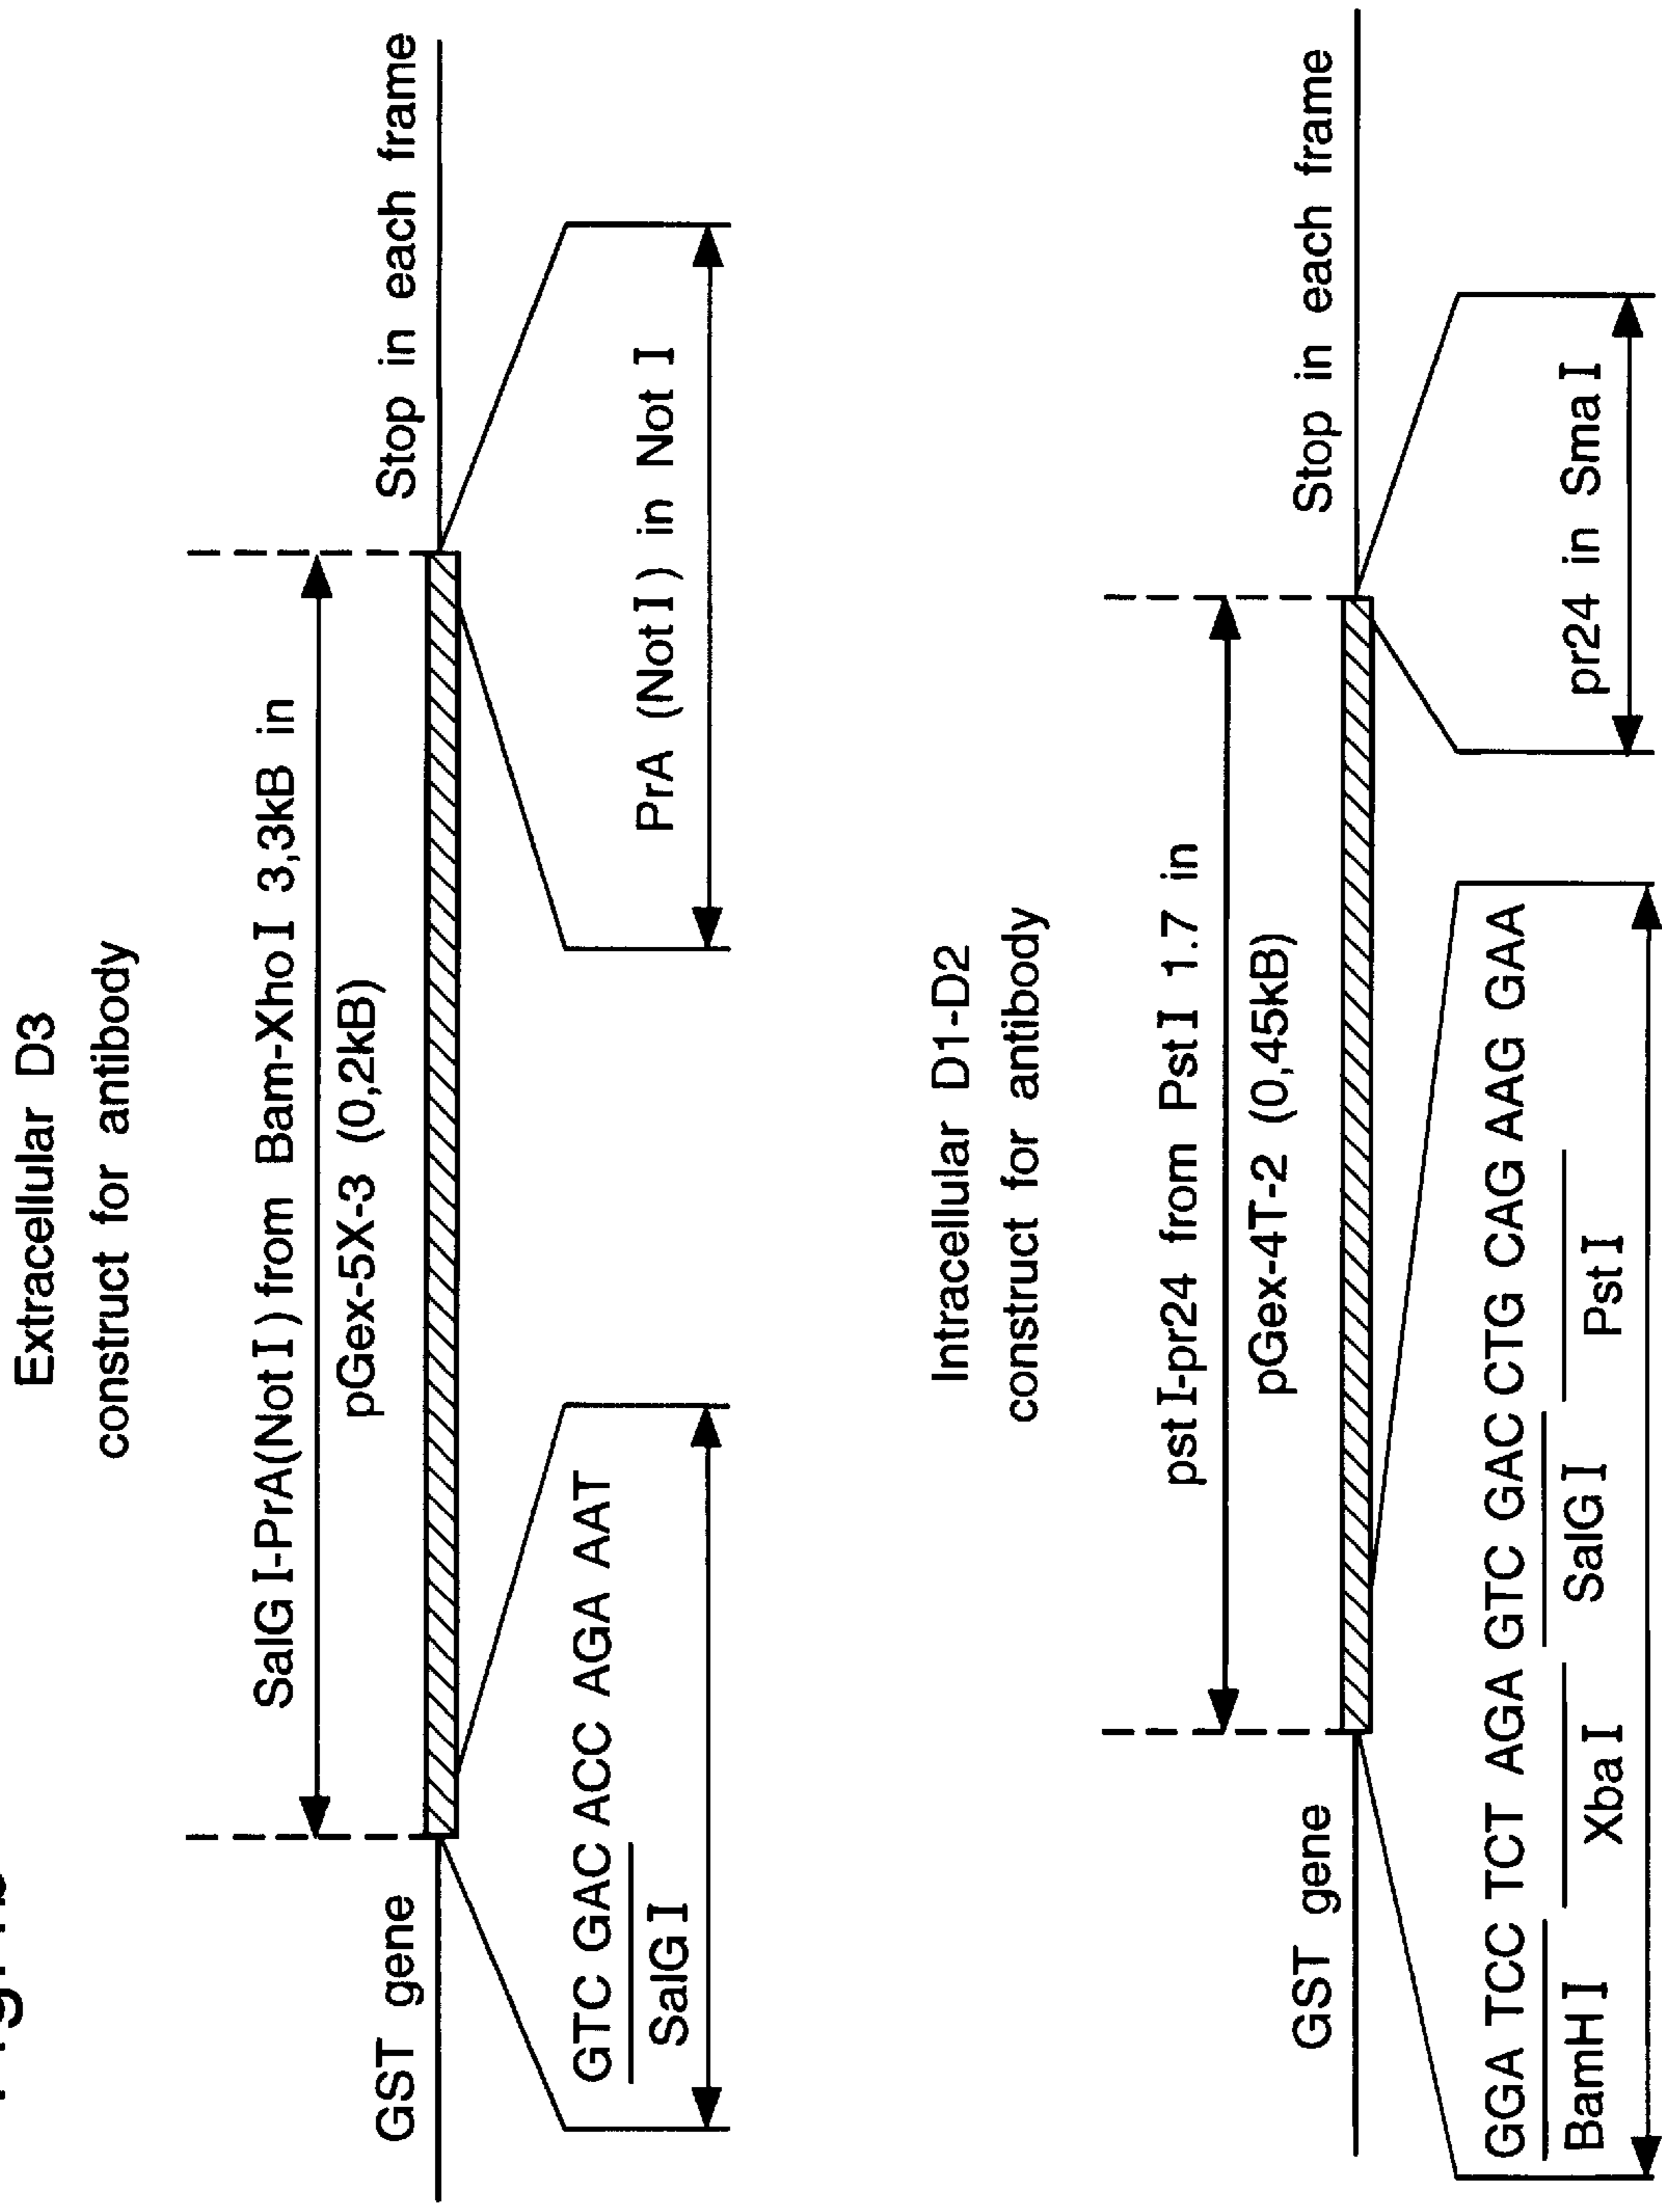 Extracellular D3
construct for antibody
SalG I-PrA(Not I) from Bam-Xho I 3,3kB in
pGex-5X-3 (0,2kB)
GST gene
Stop in each frame
GTC GAC ACC AGA AAT
SalG I
PrA (Not I) in Not I
Intracellular D1-D2
construct for antibody
pst I-pr24 from Pst I 1.7 in
pGex-4T-2 (0,45kB)
GST gene
Stop in each frame
GGA TCC TCT AGA GTC GAC CTG CAG AAG GAA
BamH I
Xba I
SalG I
Pst I
pr24 in Sma I